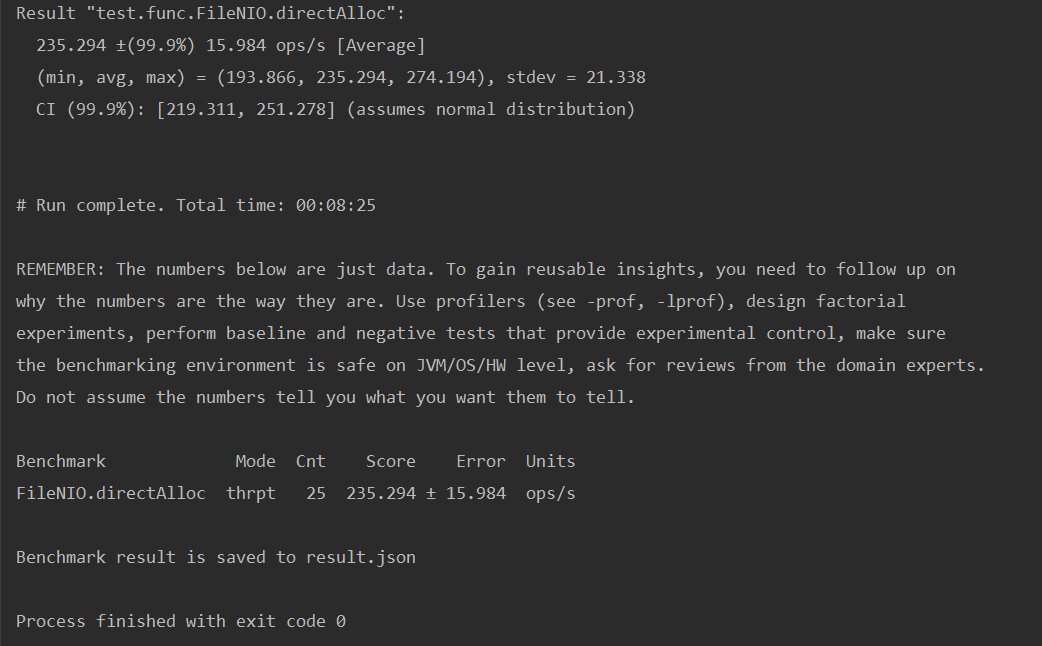 Result "test.func.FileNIO.directAlloc":
235.294 ±(99.9%) 15.984 ops/s [Average]
(min, avg, max) = (193.866, 235.294, 274.194), stdev = 21.338
CI (99.9%): [219.311, 251.278] (assumes normal distribution)
# Run complete. Total time: 00:08:25
REMEMBER: The numbers below are just data. To gain reusable insights, you need to follow up on
why the numbers are the way they are. Use profilers (see -prof, -lprof), design factorial
experiments, perform baseline and negative tests that provide experimental control, make sure
the benchmarking environment is safe on JVM/OS/HW level, ask for reviews from the domain experts.
Do not assume the numbers tell you what you want them to tell.
Benchmark Mode Cnt Score Error Units
FileNIO.directAlloc thrpt 25 235.294 ± 15.984 ops/s
Benchmark result is saved to result.json
Process finished with exit code 0